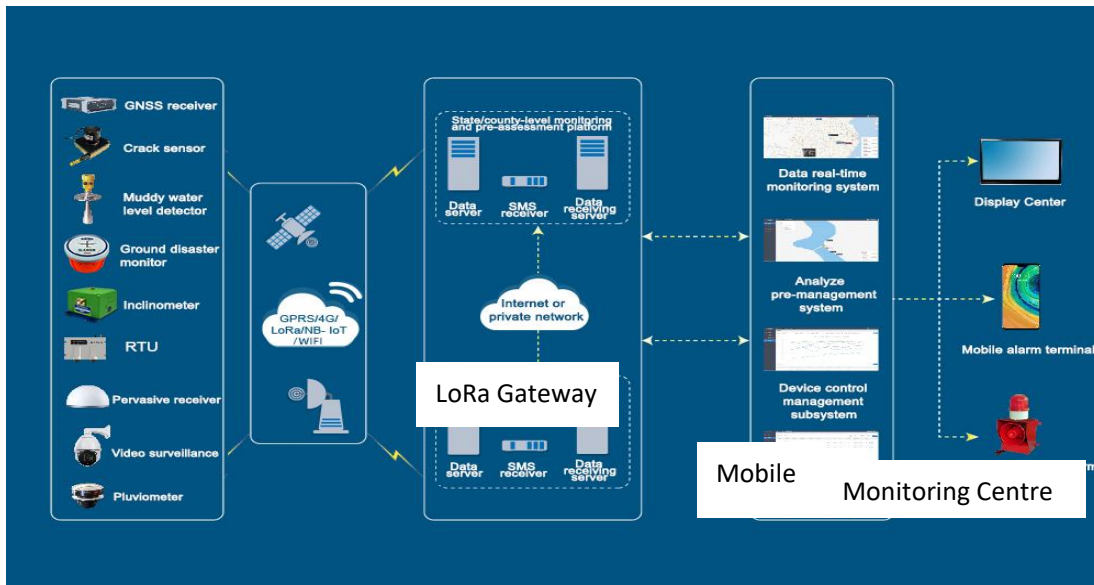 GNSS receiver
Crack sensor
Muddy water
level detector
Ground disaster
monitor
Inclinometer
RTU
Pervasive receiver
Video surveillance
Pluviometer
GPRS/4G/
LoRa/NB- IoT
/WIFI
State/county-level monitoring
and pre-assessment platform
Data
server
SMS
receiver
Data
receiving
server
Internet or
private network
LoRa Gateway
Data
server
SMS
receiver
Data
receiving
server
Data real-time
monitoring system
Analyze
pre-management
system
Device control
management
subsystem
Mobile
Monitoring Centre
Display Center
Mobile alarm terminal